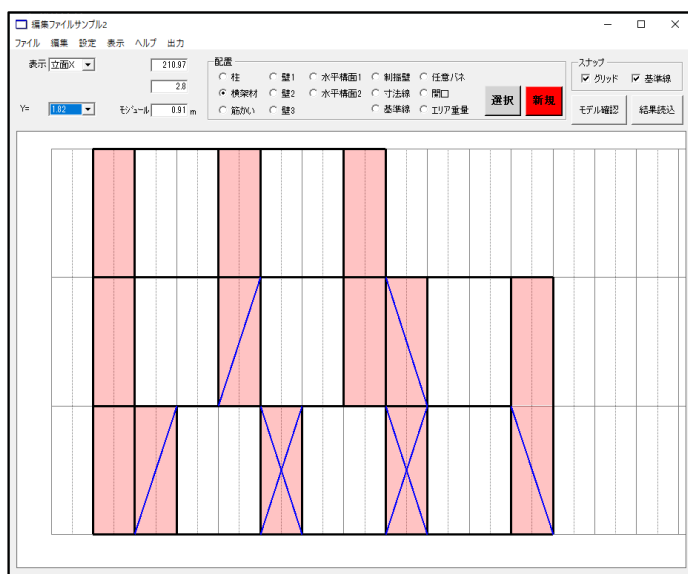 編集ファイルサンプル2
ファイル 編集 設定 表示 ヘルプ 出力
表示 立面X 210.97
2.8
Y= 1.82 モジュール 0.91 m
配置
柱 壁1 水平構面1 制振壁 任意バネ
横架材 壁2 水平構面2 寸法線 開口
筋かい 壁3 基準線 エリア重量
選択 新規
スナップ
グリッド 基準線
モデル確認 結果読込